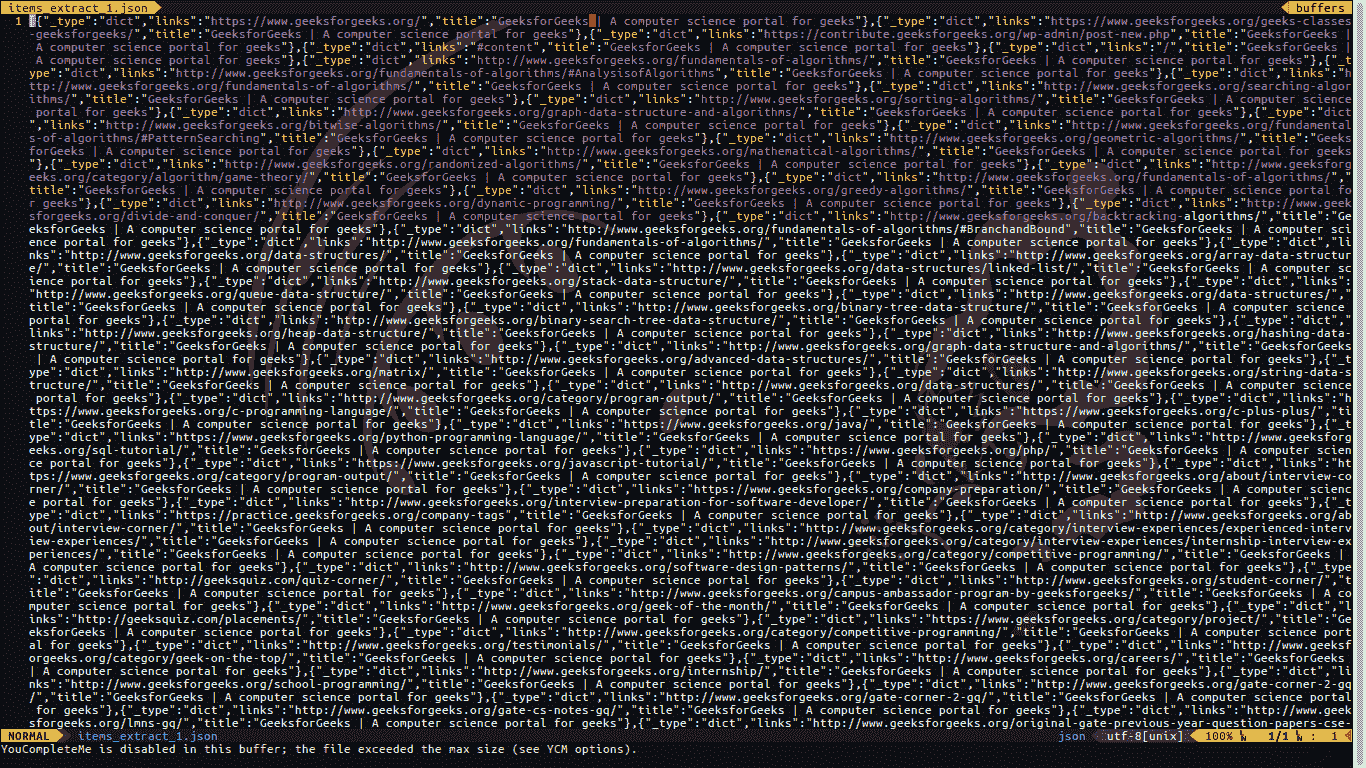 items_extract_1.json buffers
1 [{"_type":"dict","links":"https://www.geeksforgeeks.org/","title":"GeeksforGeeks | A computer science portal for geeks"},{"_type":"dict","links":"https://www.geeksforgeeks.org/geeks-classes
-geeksforgeeks/","title":"GeeksforGeeks | A computer science portal for geeks"},{"_type":"dict","links":"https://contribute.geeksforgeeks.org/wp-admin/post-new.php","title":"GeeksforGeeks |
A computer science portal for geeks"},{"_type":"dict","links":"#content","title":"GeeksforGeeks | A computer science portal for geeks"},{"_type":"dict","links":"/","title":"GeeksforGeeks |
A computer science portal for geeks"},{"_type":"dict","links":"http://www.geeksforgeeks.org/fundamentals-of-algorithms/","title":"GeeksforGeeks | A computer science portal for geeks"},{"_t
ype":"dict","links":"http://www.geeksforgeeks.org/fundamentals-of-algorithms/#AnalysisofAlgorithms","title":"GeeksforGeeks | A computer science portal for geeks"},{"_type":"dict","links":"h
ttp://www.geeksforgeeks.org/fundamentals-of-algorithms/","title":"GeeksforGeeks | A computer science portal for geeks"},{"_type":"dict","links":"http://www.geeksforgeeks.org/searching-algor
ithms/","title":"GeeksforGeeks | A computer science portal for geeks"},{"_type":"dict","links":"http://www.geeksforgeeks.org/sorting-algorithms/","title":"GeeksforGeeks | A computer science
portal for geeks"},{"_type":"dict","links":"http://www.geeksforgeeks.org/graph-data-structure-and-algorithms/","title":"GeeksforGeeks | A computer science portal for geeks"},{"_type":"dict
","links":"http://www.geeksforgeeks.org/bitwise-algorithms/","title":"GeeksforGeeks | A computer science portal for geeks"},{"_type":"dict","links":"http://www.geeksforgeeks.org/fundamental
s-of-algorithms/#PatternSearching","title":"GeeksforGeeks | A computer science portal for geeks"},{"_type":"dict","links":"http://www.geeksforgeeks.org/geometric-algorithms/","title":"Geeks
forGeeks | A computer science portal for geeks"},{"_type":"dict","links":"http://www.geeksforgeeks.org/mathematical-algorithms/","title":"GeeksforGeeks | A computer science portal for geeks
"},{"_type":"dict","links":"http://www.geeksforgeeks.org/randomized-algorithms/","title":"GeeksforGeeks | A computer science portal for geeks"},{"_type":"dict","links":"http://www.geeksforg
eeks.org/category/algorithm/game-theory/","title":"GeeksforGeeks | A computer science portal for geeks"},{"_type":"dict","links":"http://www.geeksforgeeks.org/fundamentals-of-algorithms/","
title":"GeeksforGeeks | A computer science portal for geeks"},{"_type":"dict","links":"http://www.geeksforgeeks.org/greedy-algorithms/","title":"GeeksforGeeks | A computer science portal fo
r geeks"},{"_type":"dict","links":"http://www.geeksforgeeks.org/dynamic-programming/","title":"GeeksforGeeks | A computer science portal for geeks"},{"_type":"dict","links":"http://www.geek
sforgeeks.org/divide-and-conquer/","title":"GeeksforGeeks | A computer science portal for geeks"},{"_type":"dict","links":"http://www.geeksforgeeks.org/backtracking-algorithms/","title":"Ge
eksforGeeks | A computer science portal for geeks"},{"_type":"dict","links":"http://www.geeksforgeeks.org/fundamentals-of-algorithms/#BranchandBound","title":"GeeksforGeeks | A computer sci
ence portal for geeks"},{"_type":"dict","links":"http://www.geeksforgeeks.org/fundamentals-of-algorithms/","title":"GeeksforGeeks | A computer science portal for geeks"},{"_type":"dict","li
nks":"http://www.geeksforgeeks.org/data-structures/","title":"GeeksforGeeks | A computer science portal for geeks"},{"_type":"dict","links":"http://www.geeksforgeeks.org/array-data-structur
e/","title":"GeeksforGeeks | A computer science portal for geeks"},{"_type":"dict","links":"http://www.geeksforgeeks.org/data-structures/linked-list/","title":"GeeksforGeeks | A computer sc
ience portal for geeks"},{"_type":"dict","links":"http://www.geeksforgeeks.org/stack-data-structure/","title":"GeeksforGeeks | A computer science portal for geeks"},{"_type":"dict","links":
"http://www.geeksforgeeks.org/queue-data-structure/","title":"GeeksforGeeks | A computer science portal for geeks"},{"_type":"dict","links":"http://www.geeksforgeeks.org/data-structures/","
title":"GeeksforGeeks | A computer science portal for geeks"},{"_type":"dict","links":"http://www.geeksforgeeks.org/binary-tree-data-structure/","title":"GeeksforGeeks | A computer science
portal for geeks"},{"_type":"dict","links":"http://www.geeksforgeeks.org/binary-search-tree-data-structure/","title":"GeeksforGeeks | A computer science portal for geeks"},{"_type":"dict","
links":"http://www.geeksforgeeks.org/heap-data-structure/","title":"GeeksforGeeks | A computer science portal for geeks"},{"_type":"dict","links":"http://www.geeksforgeeks.org/hashing-data-
structure/","title":"GeeksforGeeks | A computer science portal for geeks"},{"_type":"dict","links":"http://www.geeksforgeeks.org/graph-data-structure-and-algorithms/","title":"GeeksforGeeks
| A computer science portal for geeks"},{"_type":"dict","links":"http://www.geeksforgeeks.org/advanced-data-structures/","title":"GeeksforGeeks | A computer science portal for geeks"},{"_t
ype":"dict","links":"http://www.geeksforgeeks.org/matrix/","title":"GeeksforGeeks | A computer science portal for geeks"},{"_type":"dict","links":"http://www.geeksforgeeks.org/string-data-s
tructure/","title":"GeeksforGeeks | A computer science portal for geeks"},{"_type":"dict","links":"http://www.geeksforgeeks.org/data-structures/","title":"GeeksforGeeks | A computer science
portal for geeks"},{"_type":"dict","links":"http://www.geeksforgeeks.org/category/program-output/","title":"GeeksforGeeks | A computer science portal for geeks"},{"_type":"dict","links":"h
ttps://www.geeksforgeeks.org/c-programming-language/","title":"GeeksforGeeks | A computer science portal for geeks"},{"_type":"dict","links":"https://www.geeksforgeeks.org/c-plus-plus/","ti
tle":"GeeksforGeeks | A computer science portal for geeks"},{"_type":"dict","links":"https://www.geeksforgeeks.org/java/","title":"GeeksforGeeks | A computer science portal for geeks"},{"_t
ype":"dict","links":"https://www.geeksforgeeks.org/python-programming-language/","title":"GeeksforGeeks | A computer science portal for geeks"},{"_type":"dict","links":"https://www.geeksforgeeks
.org/sql-tutorial/","title":"GeeksforGeeks | A computer science portal for geeks"},{"_type":"dict","links":"https://www.geeksforgeeks.org/php/","title":"GeeksforGeeks | A computer scien
ce portal for geeks"},{"_type":"dict","links":"https://www.geeksforgeeks.org/javascript-tutorial/","title":"GeeksforGeeks | A computer science portal for geeks"},{"_type":"dict","links":"ht
tps://www.geeksforgeeks.org/category/program-output/","title":"GeeksforGeeks | A computer science portal for geeks"},{"_type":"dict","links":"http://www.geeksforgeeks.org/about/interview-co
rner/","title":"GeeksforGeeks | A computer science portal for geeks"},{"_type":"dict","links":"https://www.geeksforgeeks.org/company-preparation/","title":"GeeksforGeeks | A computer scienc
e portal for geeks"},{"_type":"dict","links":"http://www.geeksforgeeks.org/interview-preparation-for-software-developer/","title":"GeeksforGeeks | A computer science portal for geeks"},{"_t
ype":"dict","links":"https://practice.geeksforgeeks.org/company-tags","title":"GeeksforGeeks | A computer science portal for geeks"},{"_type":"dict","links":"http://www.geeksforgeeks.org/ab
out/interview-corner/","title":"GeeksforGeeks | A computer science portal for geeks"},{"_type":"dict","links":"http://www.geeksforgeeks.org/category/interview-experiences/experienced-interv
iew-experiences/","title":"GeeksforGeeks | A computer science portal for geeks"},{"_type":"dict","links":"http://www.geeksforgeeks.org/category/interview-experiences/internship-interview-ex
periences/","title":"GeeksforGeeks | A computer science portal for geeks"},{"_type":"dict","links":"http://www.geeksforgeeks.org/category/competitive-programming/","title":"GeeksforGeeks |
A computer science portal for geeks"},{"_type":"dict","links":"http://www.geeksforgeeks.org/software-design-patterns/","title":"GeeksforGeeks | A computer science portal for geeks"},{"_type
":"dict","links":"http://geeksquiz.com/quiz-corner/","title":"GeeksforGeeks | A computer science portal for geeks"},{"_type":"dict","links":"http://www.geeksforgeeks.org/student-corner/","t
itle":"GeeksforGeeks | A computer science portal for geeks"},{"_type":"dict","links":"http://www.geeksforgeeks.org/campus-ambassador-program-by-geeksforgeeks/","title":"GeeksforGeeks | A co
mputer science portal for geeks"},{"_type":"dict","links":"http://www.geeksforgeeks.org/geek-of-the-month/","title":"GeeksforGeeks | A computer science portal for geeks"},{"_type":"dict","l
inks":"http://geeksquiz.com/placements/","title":"GeeksforGeeks | A computer science portal for geeks"},{"_type":"dict","links":"http://www.geeksforgeeks.org/category/project/","title":"Ge
eksforGeeks | A computer science portal for geeks"},{"_type":"dict","links":"http://www.geeksforgeeks.org/category/competitive-programming/","title":"GeeksforGeeks | A computer science port
al for geeks"},{"_type":"dict","links":"http://www.geeksforgeeks.org/testimonials/","title":"GeeksforGeeks | A computer science portal for geeks"},{"_type":"dict","links":"http://www.geeksf
orgeeks.org/category/geek-on-the-top/","title":"GeeksforGeeks | A computer science portal for geeks"},{"_type":"dict","links":"http://www.geeksforgeeks.org/careers/","title":"GeeksforGeeks
| A computer science portal for geeks"},{"_type":"dict","links":"http://www.geeksforgeeks.org/internship/","title":"GeeksforGeeks | A computer science portal for geeks"},{"_type":"dict","li
nks":"http://www.geeksforgeeks.org/school-programming/","title":"GeeksforGeeks | A computer science portal for geeks"},{"_type":"dict","links":"http://www.geeksforgeeks.org/gate-corner-2-gq
/","title":"GeeksforGeeks | A computer science portal for geeks"},{"_type":"dict","links":"http://www.geeksforgeeks.org/gate-corner-2-gq/","title":"GeeksforGeeks | A computer science portal
for geeks"},{"_type":"dict","links":"http://www.geeksforgeeks.org/gate-cs-notes-gq/","title":"GeeksforGeeks | A computer science portal for geeks"},{"_type":"dict","links":"http://www.geek
sforgeeks.org/lmns-gq/","title":"GeeksforGeeks | A computer science portal for geeks"},{"_type":"dict","links":"http://www.geeksforgeeks.org/original-gate-previous-year-question-papers-cse-
NORMAL items_extract_1.json json utf-8[unix] 100% 1/1 : 1
YouCompleteMe is disabled in this buffer; the file exceeded the max size (see YCM options).